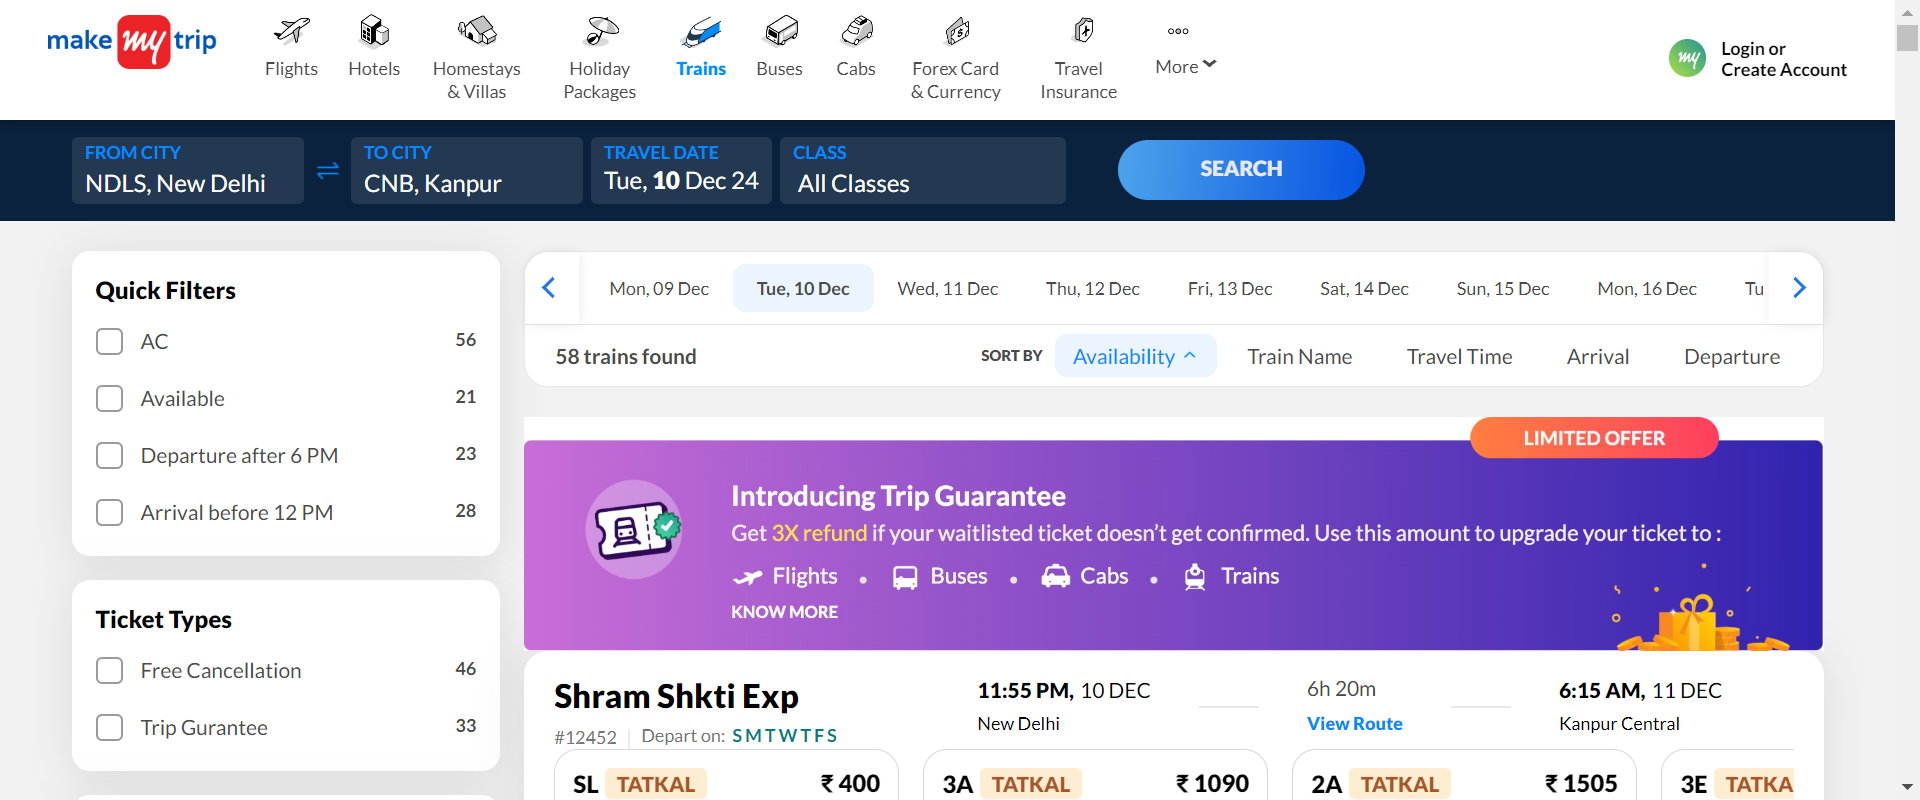 make my trip
Flights
Hotels
Homestays
& Villas
Holiday
Packages
Trains
Buses
Cabs
Forex Card
& Currency
Travel
Insurance
More
my
Login or
Create Account
FROM CITY
NDLS, New Delhi
TO CITY
CNB, Kanpur
TRAVEL DATE
Tue, 10 Dec 24
CLASS
All Classes
SEARCH
Quick Filters
AC 56
Available 21
Departure after 6 PM 23
Arrival before 12 PM 28
Ticket Types
Free Cancellation 46
Trip Gurantee 33
Mon, 09 Dec
Tue, 10 Dec
Wed, 11 Dec
Thu, 12 Dec
Fri, 13 Dec
Sat, 14 Dec
Sun, 15 Dec
Mon, 16 Dec
Tu
58 trains found
SORT BY
Availability
Train Name
Travel Time
Arrival
Departure
LIMITED OFFER
Introducing Trip Guarantee
Get 3X refund if your waitlisted ticket doesn’t get confirmed. Use this amount to upgrade your ticket to :
Flights • Buses • Cabs • Trains
KNOW MORE
Shram Shkti Exp
#12452 | Depart on: S M T W T F S
11:55 PM, 10 DEC
New Delhi
6h 20m
View Route
6:15 AM, 11 DEC
Kanpur Central
SL TATKAL ₹ 400
3A TATKAL ₹ 1090
2A TATKAL ₹ 1505
3E TATKA